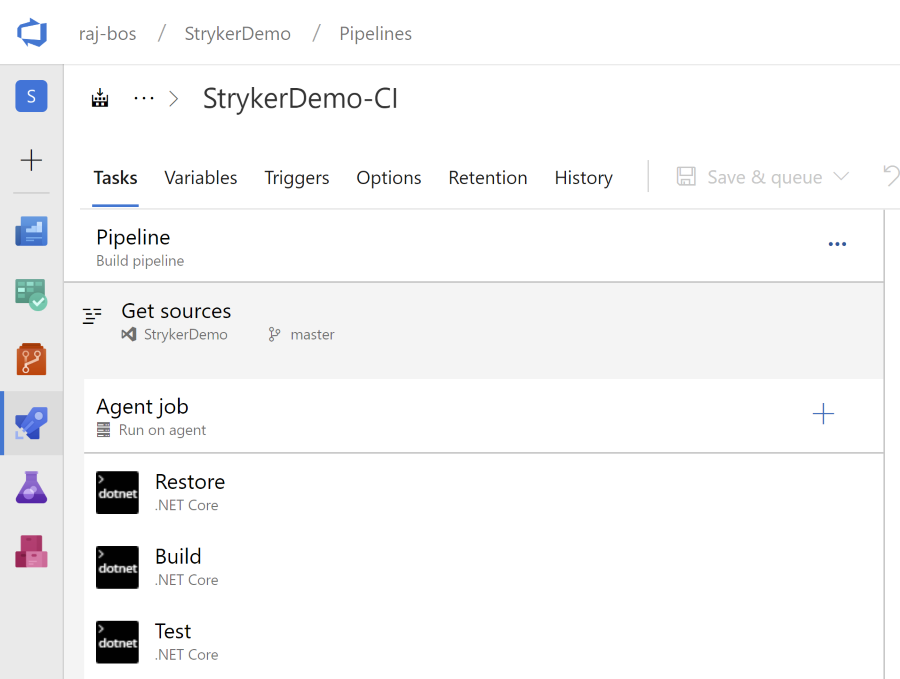 raj-bos / StrykerDemo / Pipelines
S
... > StrykerDemo-CI
Tasks Variables Triggers Options Retention History Save & queue
Pipeline
Build pipeline
Get sources
StrykerDemo master
Agent job
Run on agent
dotnet Restore
.NET Core
dotnet Build
.NET Core
dotnet Test
.NET Core